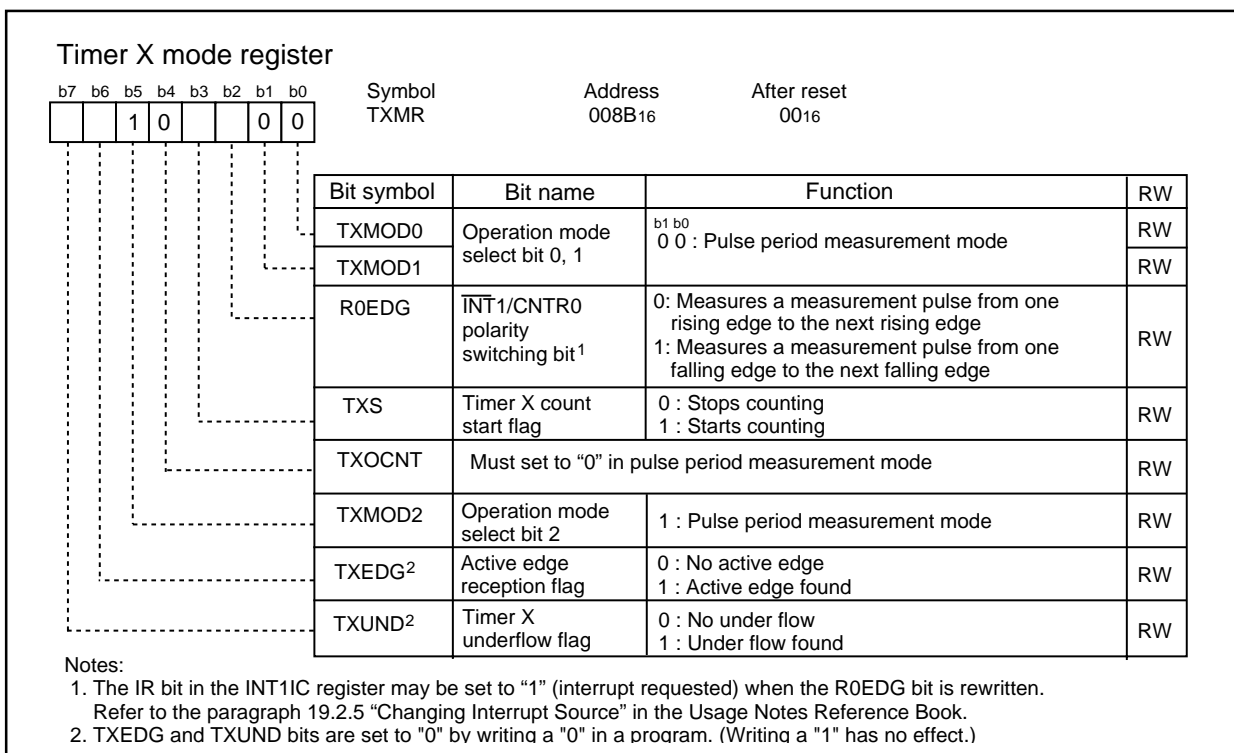 Timer X mode register
b7 b6 b5 b4 b3 b2 b1 b0
1 0 0 0
Symbol Address After reset
TXMR 008B16 0016
Bit symbol Bit name Function RW
TXMOD0 Operation mode select bit 0, 1 b1 b0 RW
0 0 : Pulse period measurement mode
TXMOD1 RW
R0EDG INT1/CNTR0 0: Measures a measurement pulse from one
polarity rising edge to the next rising edge RW
switching bit1 1: Measures a measurement pulse from one
falling edge to the next falling edge
TXS Timer X count 0 : Stops counting RW
start flag 1 : Starts counting
TXOCNT Must set to “0” in pulse period measurement mode RW
TXMOD2 Operation mode 1 : Pulse period measurement mode RW
select bit 2
TXEDG2 Active edge 0 : No active edge RW
reception flag 1 : Active edge found
TXUND2 Timer X 0 : No under flow RW
underflow flag 1 : Under flow found
Notes:
1. The IR bit in the INT1IC register may be set to “1” (interrupt requested) when the R0EDG bit is rewritten.
Refer to the paragraph 19.2.5 “Changing Interrupt Source” in the Usage Notes Reference Book.
2. TXEDG and TXUND bits are set to "0" by writing a "0" in a program. (Writing a "1" has no effect.)